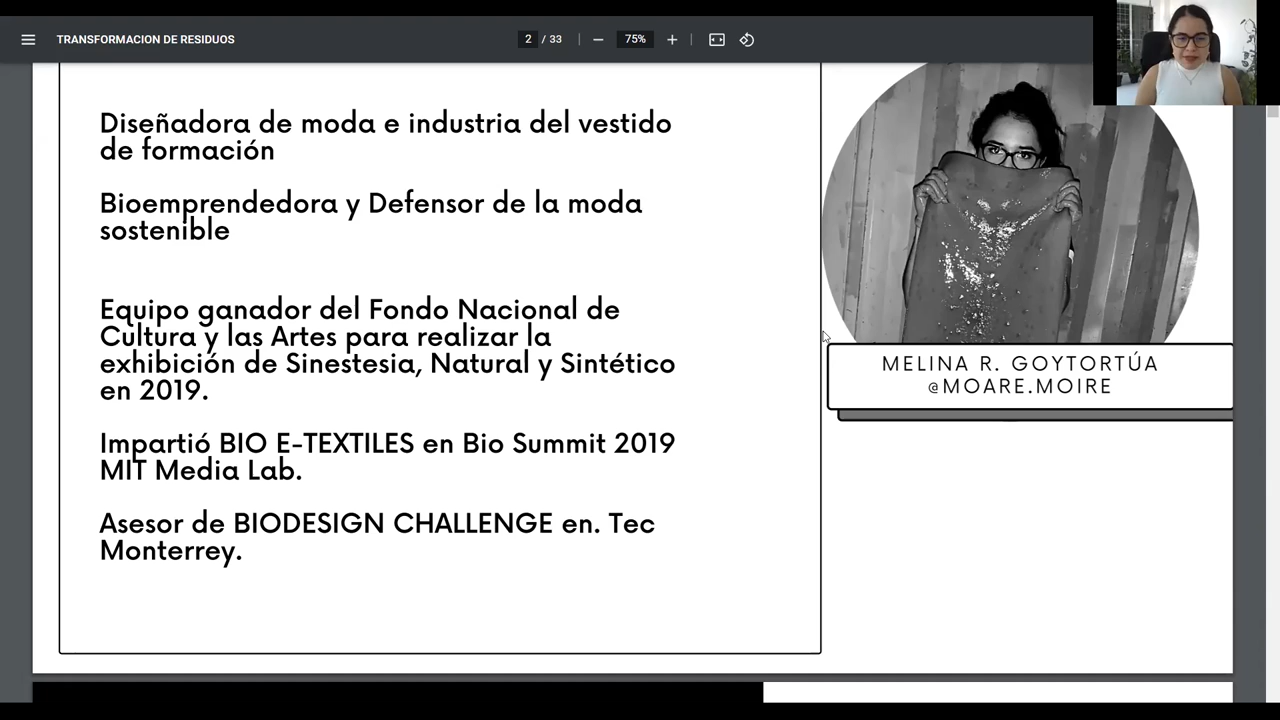 TRANSFORMACION DE RESIDUOS
2 / 33
75%
Diseñadora de moda e industria del vestido
de formación
Bioemprendedora y Defensor de la moda
sostenible
Equipo ganador del Fondo Nacional de
Cultura y las Artes para realizar la
exhibición de Sinestesia, Natural y Sintético
en 2019.
Impartió BIO E-TEXTILES en Bio Summit 2019
MIT Media Lab.
Asesor de BIODESIGN CHALLENGE en. Tec
Monterrey.
MELINA R. GOYTORTÚA
@MOARE.MOIRE